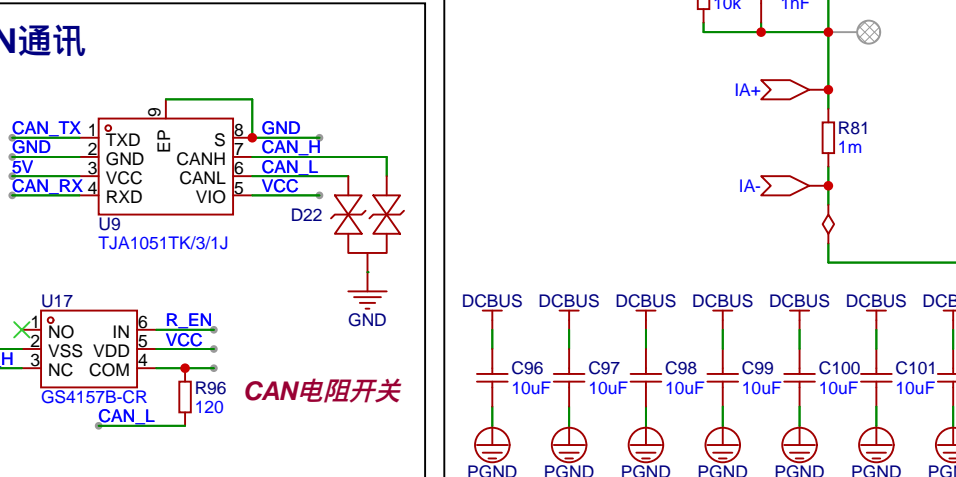 N通讯
CAN_TX 1 TXD
GND 2 GND
5V 3 VCC
CAN_RX 4 RXD
9 EP
S 8 GND
CANH 7 CAN_H
CANL 6 CAN_L
VIO 5 VCC
U9
TJA1051TK/3/1J
D22
GND
U17
1 NO IN 6 R_EN
2 VSS VDD 5 VCC
H 3 NC COM 4
GS4157B-CR
CAN_L
R96
120
CAN电阻开关
10k 1nF
IA+
R81
1m
IA-
DCBUS DCBUS DCBUS DCBUS DCBUS DCBUS DCB
C96 C97 C98 C99 C100 C101
10uF 10uF 10uF 10uF 10uF 10uF
PGND PGND PGND PGND PGND PGND PG